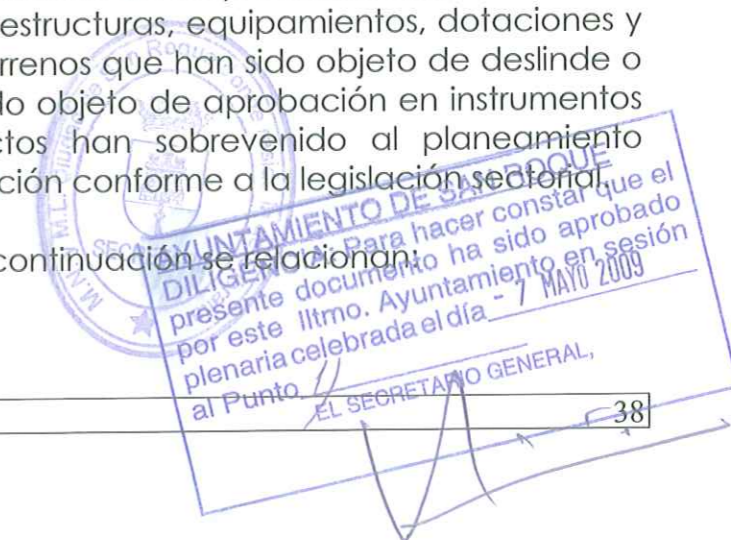 estructuras, equipamientos, dotaciones y
rrenos que han sido objeto de deslinde o
do objeto de aprobación en instrumentos
ctos han sobrevenido al planeamiento
ción conforme a la legislación sectorial.
continuación se relacionan:
AYUNTAMIENTO DE SAN ROQUE
DILIGENCIA: Para hacer constar que el
presente documento ha sido aprobado
por este Iltmo. Ayuntamiento en sesión
plenaria celebrada el día - 7 MAYO 2009
al Punto
EL SECRETARIO GENERAL,
38